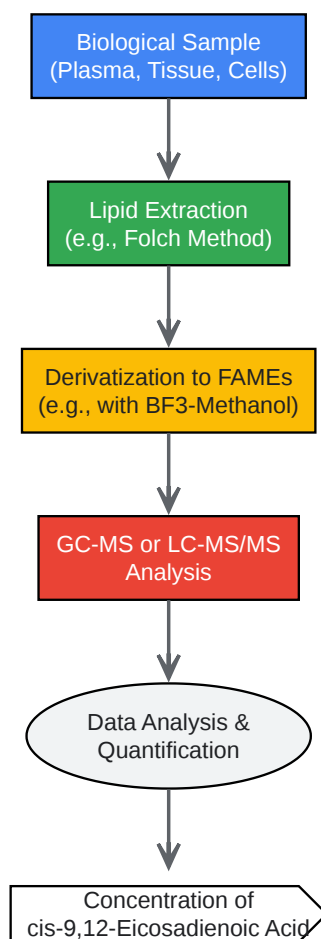 Biological Sample
(Plasma, Tissue, Cells)
Lipid Extraction
(e.g., Folch Method)
Derivatization to FAMEs
(e.g., with BF3-Methanol)
GC-MS or LC-MS/MS
Analysis
Data Analysis &
Quantification
Concentration of
cis-9,12-Eicosadienoic Acid